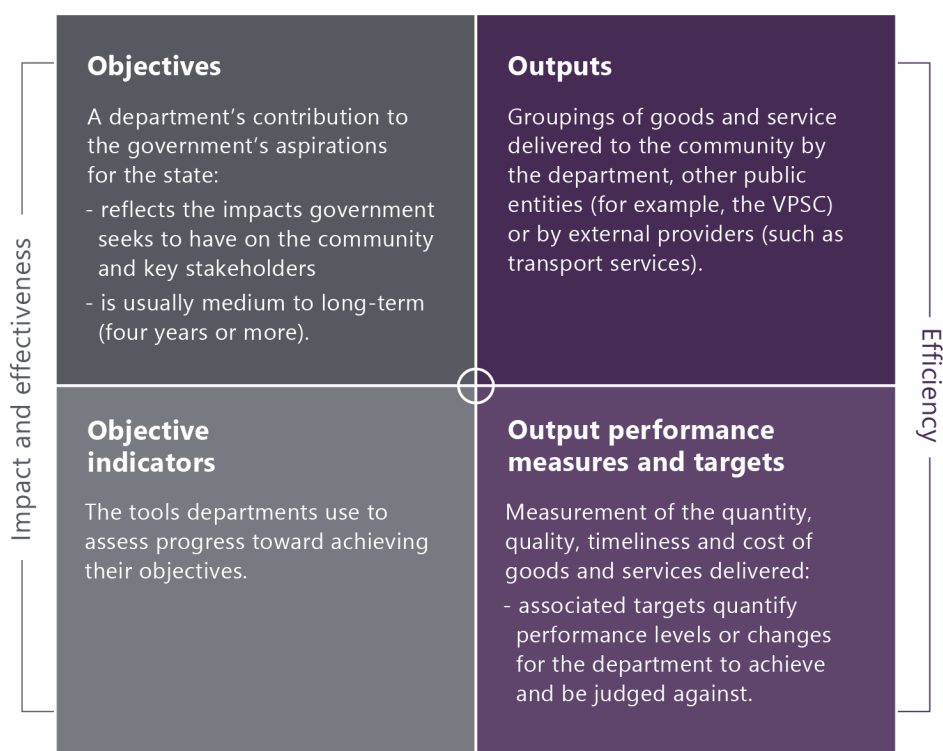 Impact and effectiveness
Objectives
A department's contribution to
the government's aspirations
for the state:
- reflects the impacts government
seeks to have on the community
and key stakeholders
- is usually medium to long-term
(four years or more).
Outputs
Groupings of goods and service
delivered to the community by
the department, other public
entities (for example, the VPSC)
or by external providers (such as
transport services).
Objective
indicators
The tools departments use to
assess progress toward achieving
their objectives.
Output performance
measures and targets
Measurement of the quantity,
quality, timeliness and cost of
goods and services delivered:
- associated targets quantify
performance levels or changes
for the department to achieve
and be judged against.
Efficiency